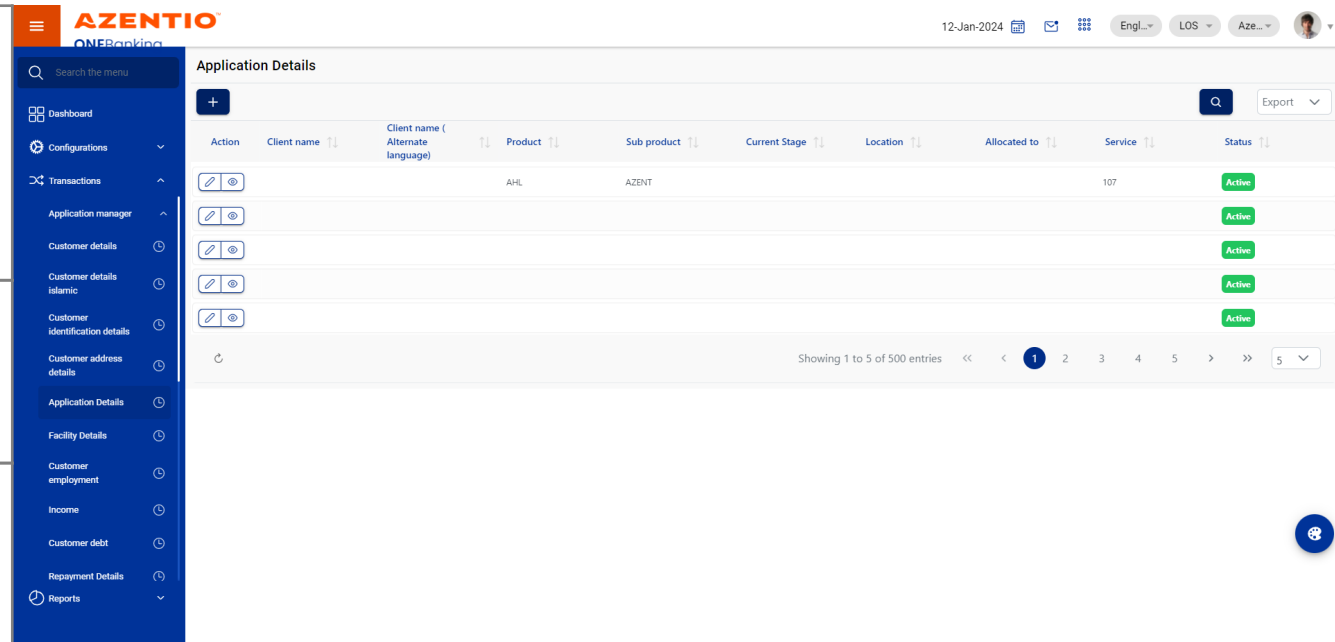 AZENTIO
ONEBanking
12-Jan-2024
Engl...
LOS
Aze...
Search the menu
Dashboard
Configurations
Transactions
Application manager
Customer details
Customer details
islamic
Customer
identification details
Customer address
details
Application Details
Facility Details
Customer
employment
Income
Customer debt
Repayment Details
Reports
Application Details
+
Export
Action
Client name
Client name (
Alternate
language)
Product
Sub product
Current Stage
Location
Allocated to
Service
Status
AHL
AZENT
107
Active
Active
Active
Active
Active
Showing 1 to 5 of 500 entries
« ‹ 1 2 3 4 5 › »
5